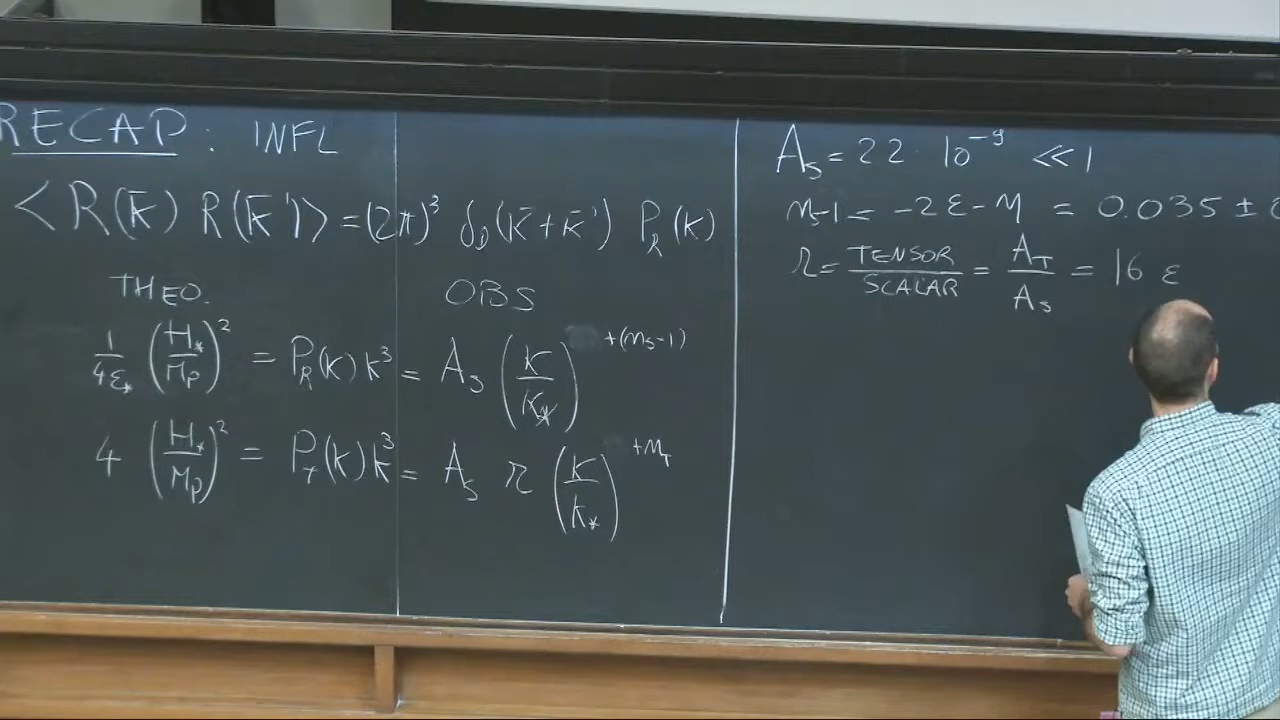 RECAP: INFL
<R(k̄) R(k̄')> = (2π)³ δ_D(k̄+k̄') P_R(k)
THEO. OBS
1/4ε_* (H_*/M_P)² = P_R(k) k³ = A_s (k/k_*)^{+(n_s-1)}
4 (H_*/M_P)² = P_T(k) k³ = A_s r (k/k_*)^{+n_T}
A_s = 22 · 10⁻⁹ ≪ 1
n_s-1 = -2ε-η = 0.035 ±
r = TENSOR/SCALAR = A_T/A_s = 16 ε